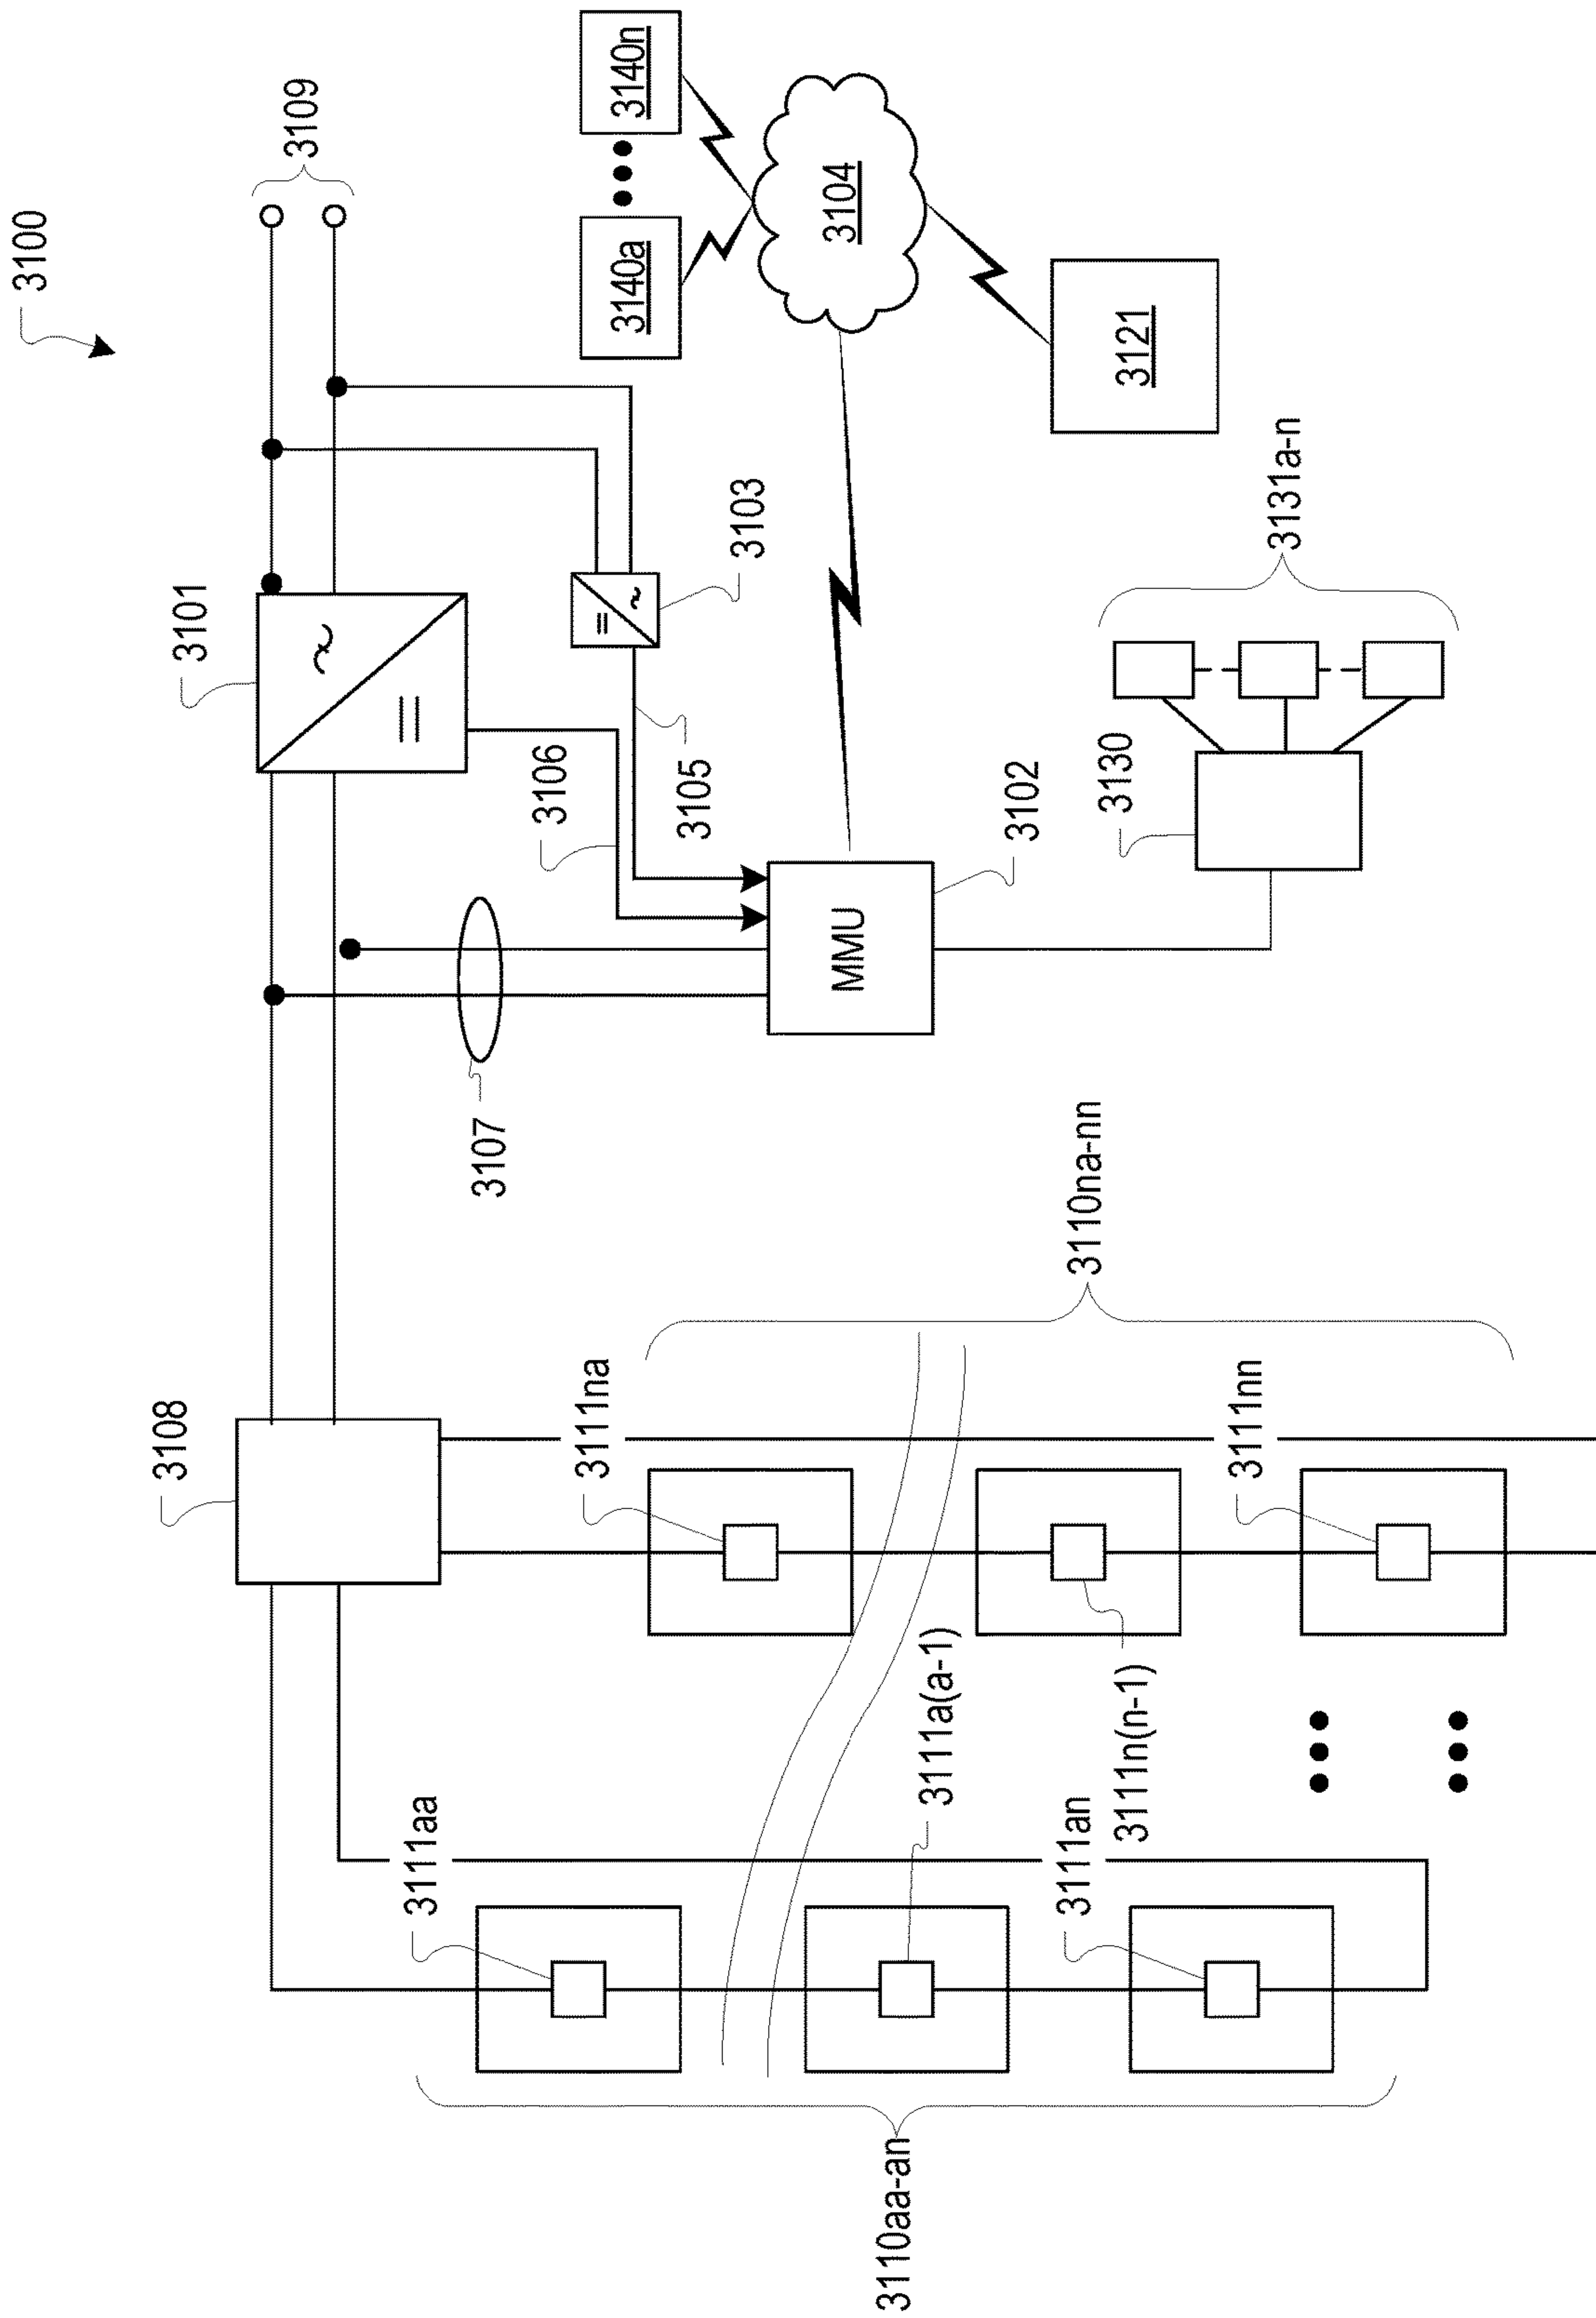 3100
3109
3101
3140a
3140n
3104
3103
3121
3106
3105
3107
MMU
3102
3130
3131a-n
3108
3111na
3110na-nn
3111nn
3111aa
3111a(a-1)
3111n(n-1)
3111an
3110aa-an
~
=
~
=